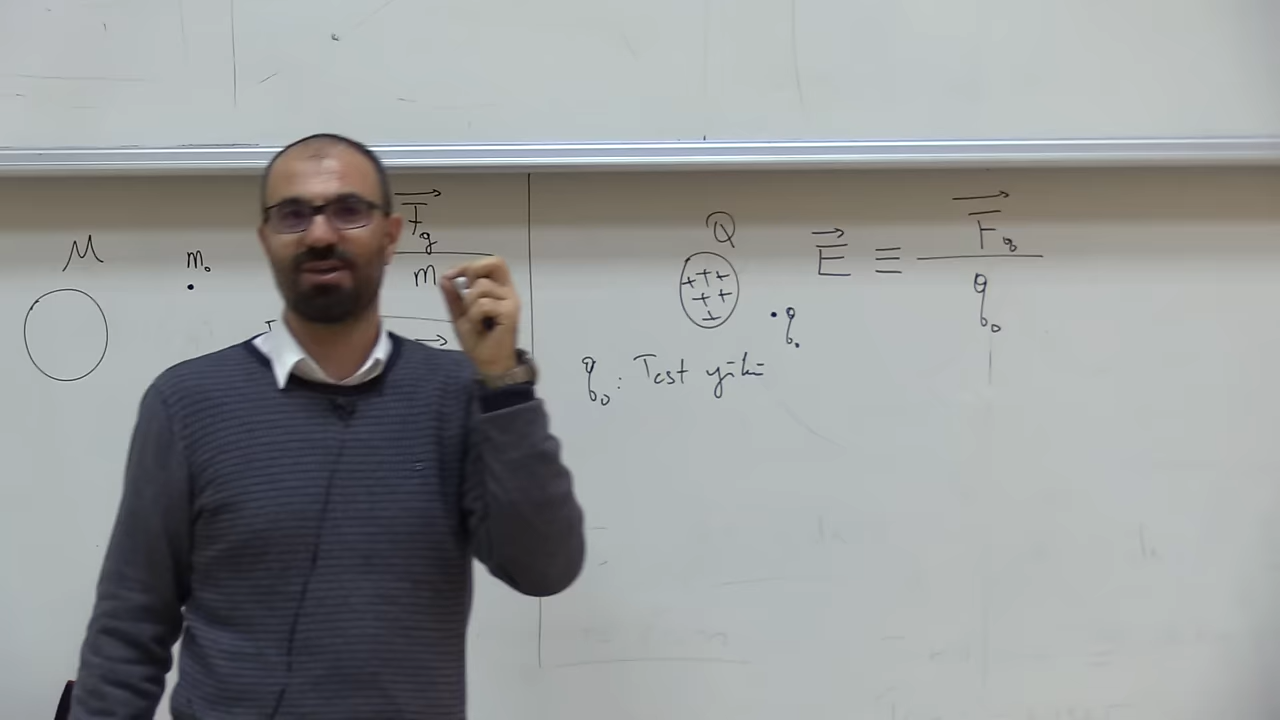 M
m₀
F⃗g
m
Q
+ + +
+ +
+
q₀
E⃗ ≡ F⃗q / q₀
q₀: Test yükü